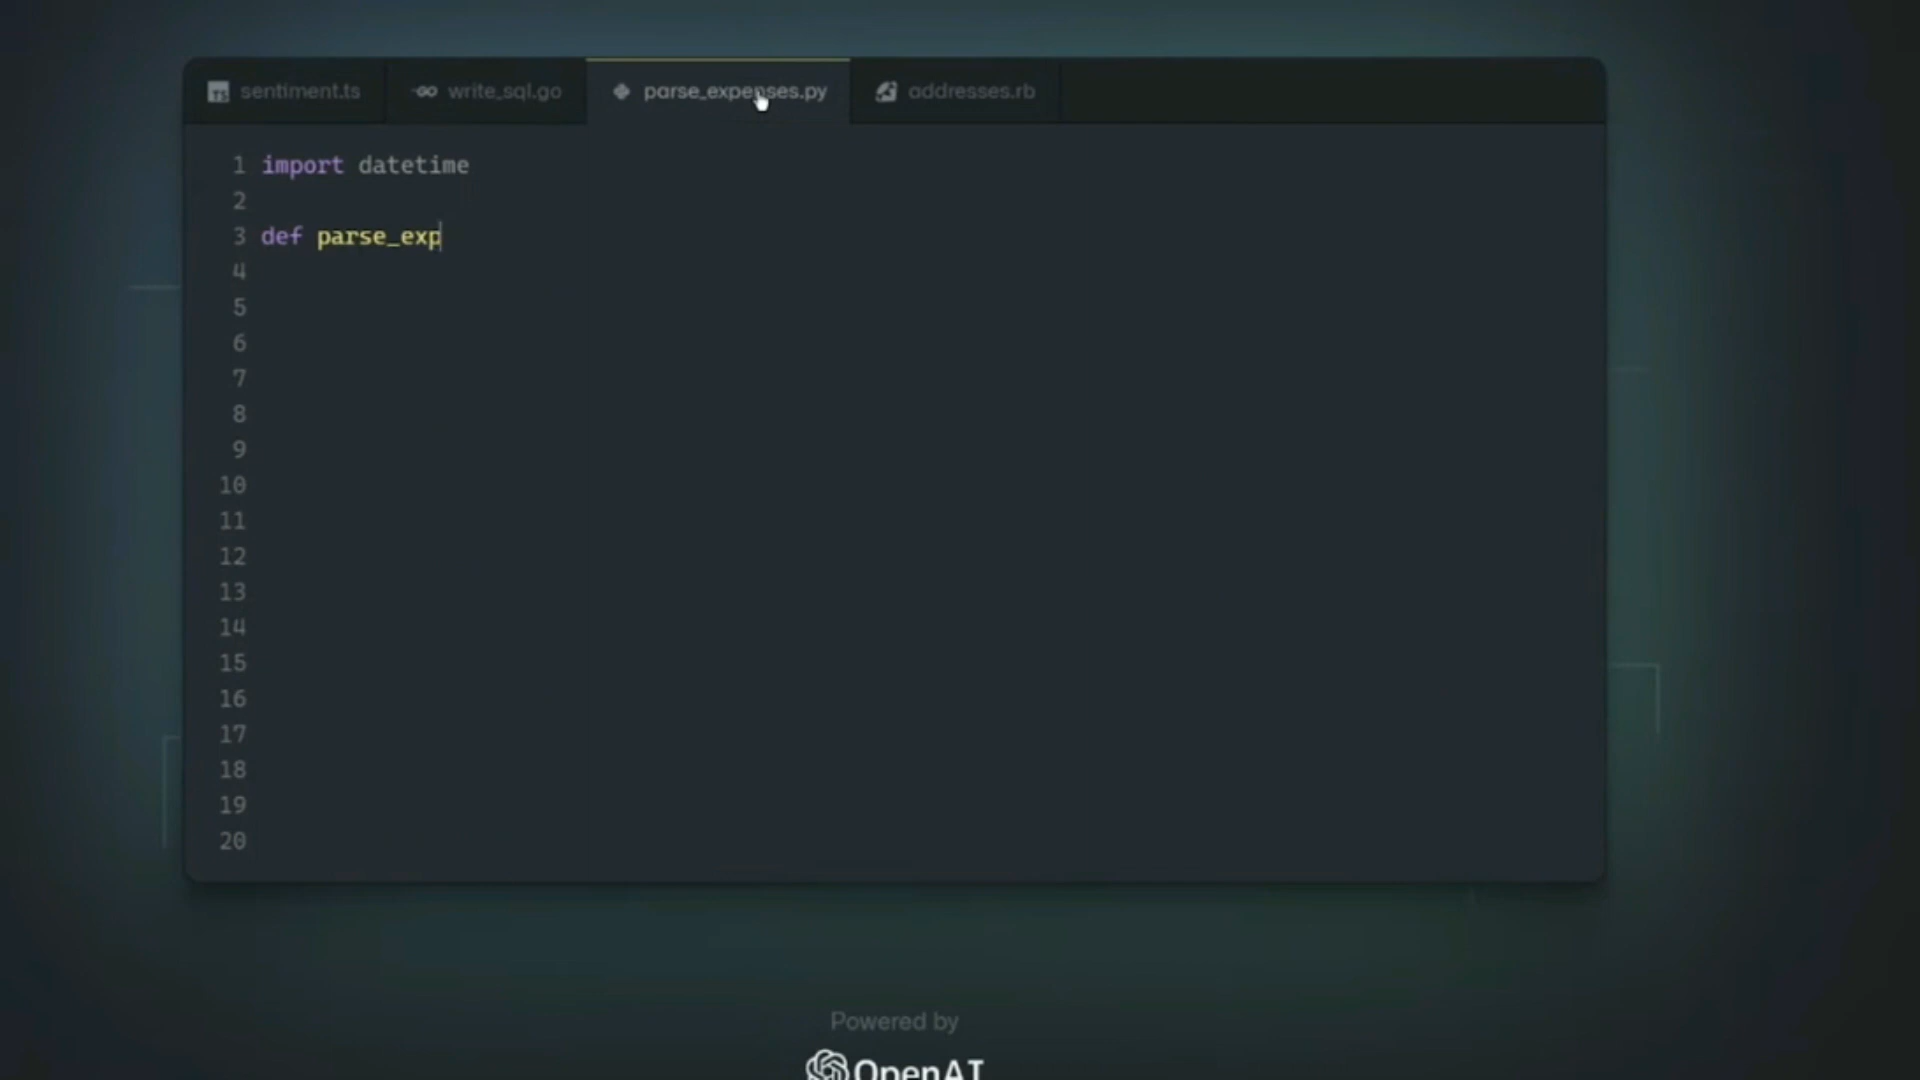 sentiment.ts
write_sql.go
parse_expenses.py
addresses.rb
1 import datetime
2
3 def parse_exp
4
5
6
7
8
9
10
11
12
13
14
15
16
17
18
19
20
Powered by
OpenAI